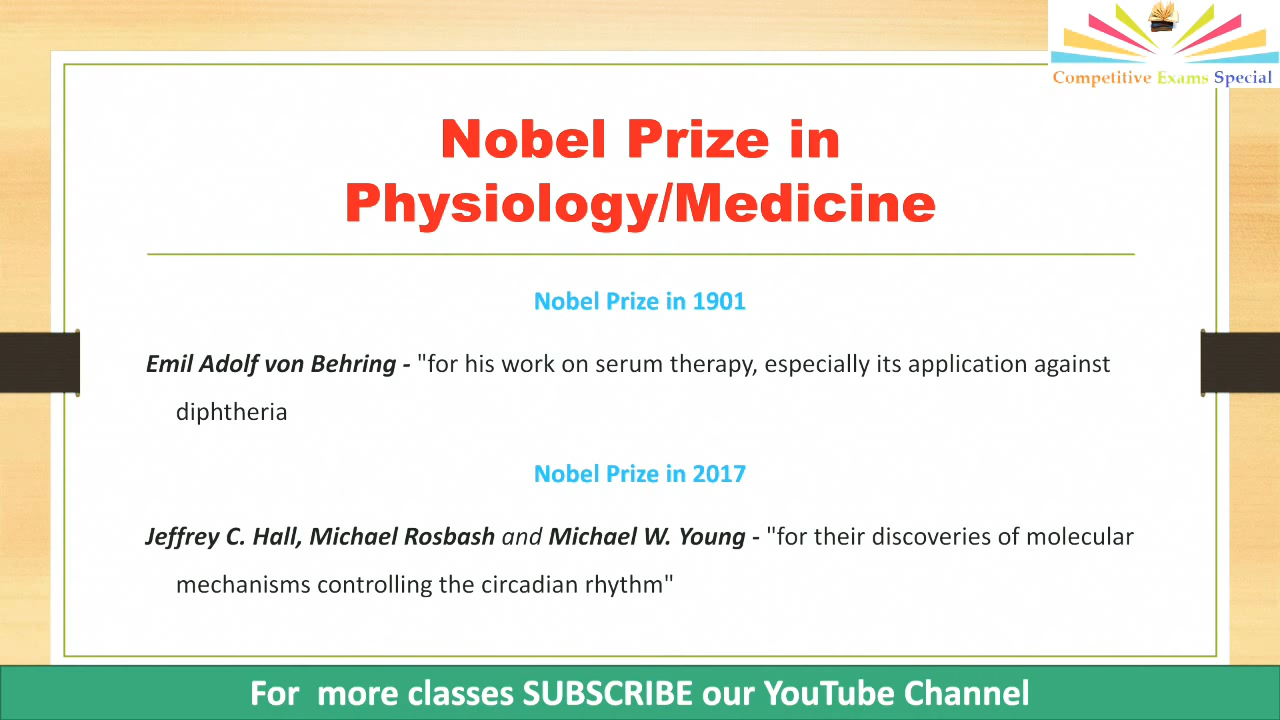 Competitive Exams Special
Nobel Prize in
Physiology/Medicine
Nobel Prize in 1901
Emil Adolf von Behring - "for his work on serum therapy, especially its application against
diphtheria
Nobel Prize in 2017
Jeffrey C. Hall, Michael Rosbash and Michael W. Young - "for their discoveries of molecular
mechanisms controlling the circadian rhythm"
For  more classes SUBSCRIBE our YouTube Channel